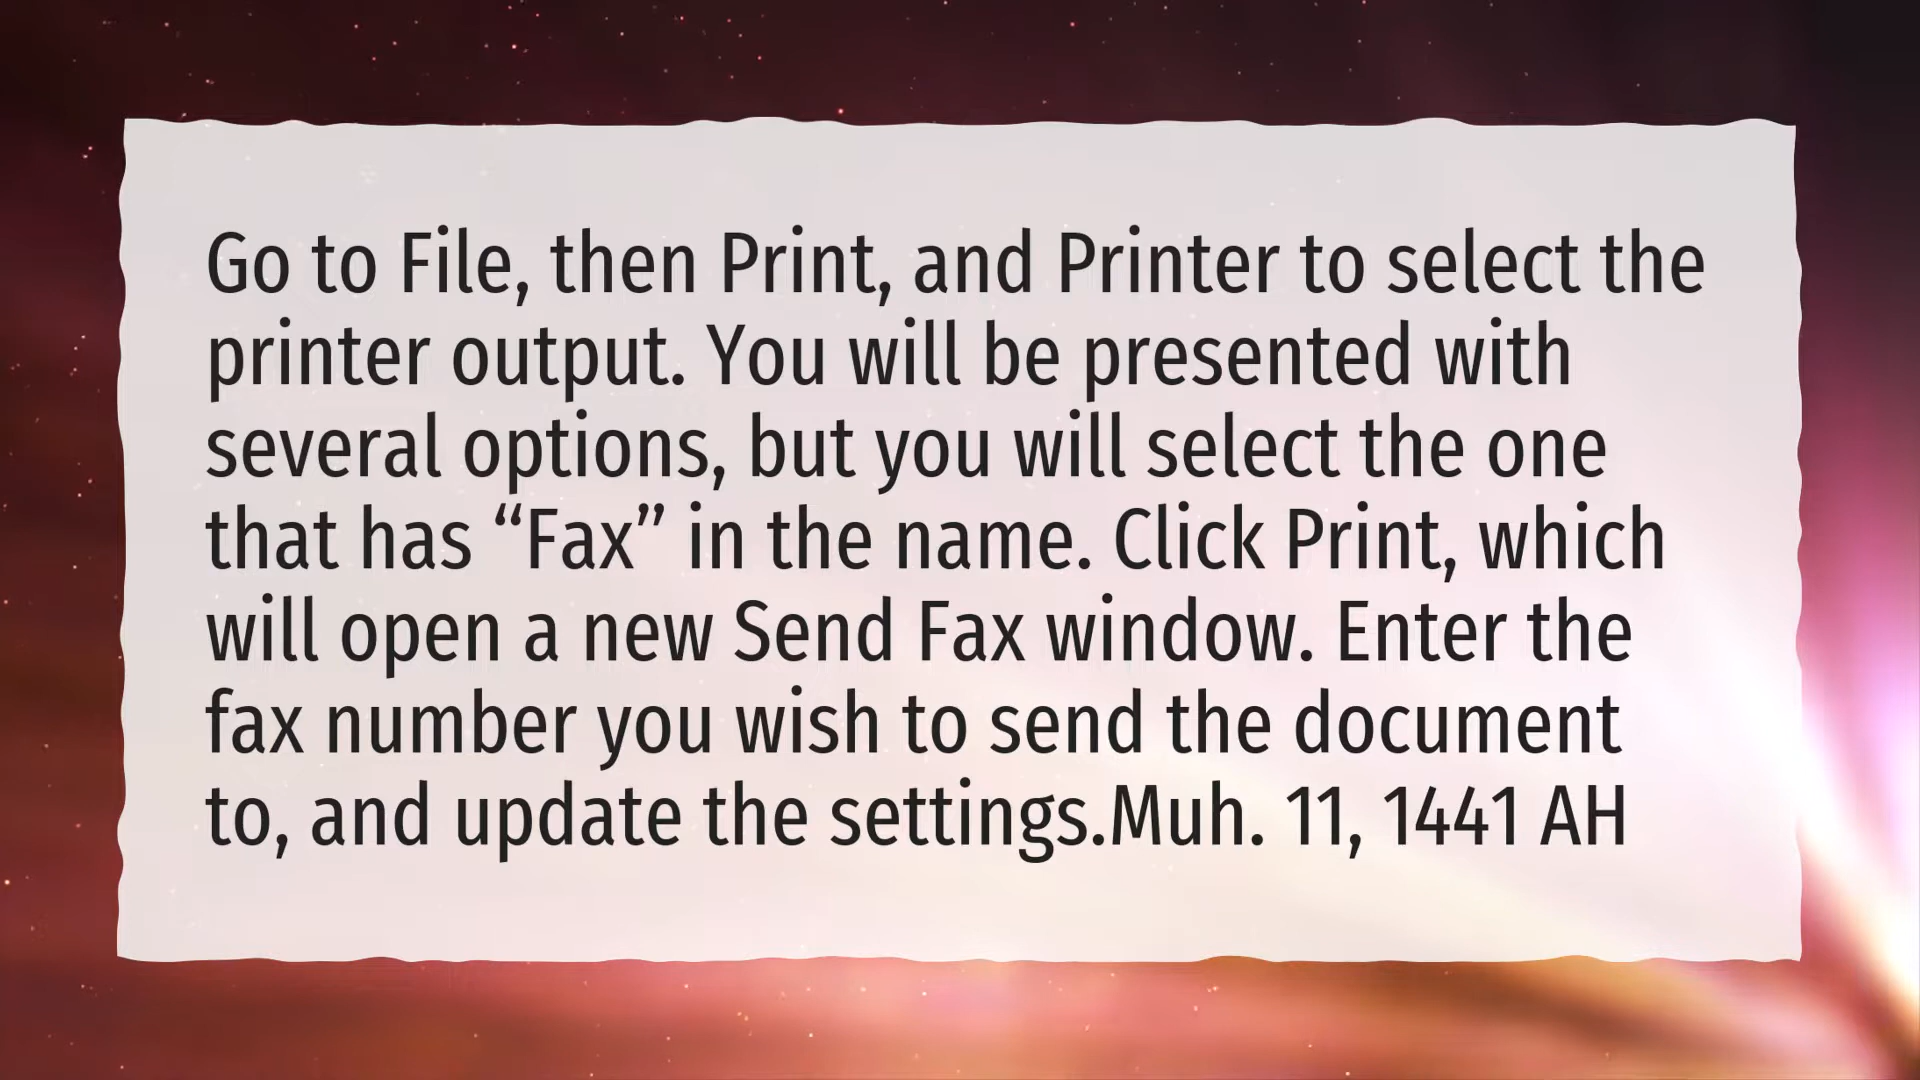 Go to File, then Print, and Printer to select the
printer output. You will be presented with
several options, but you will select the one
that has “Fax” in the name. Click Print, which
will open a new Send Fax window. Enter the
fax number you wish to send the document
to, and update the settings.Muh. 11, 1441 AH